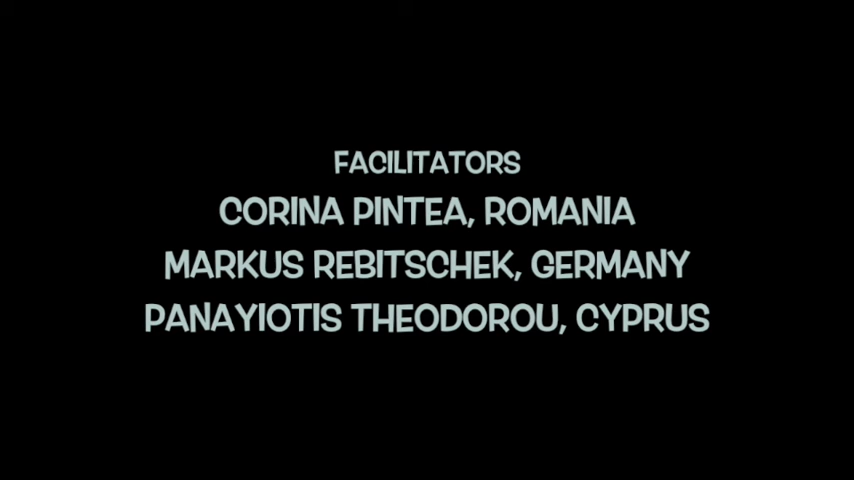 FACILITATORS
CORINA PINTEA, ROMANIA
MARKUS REBITSCHEK, GERMANY
PANAYIOTIS THEODOROU, CYPRUS